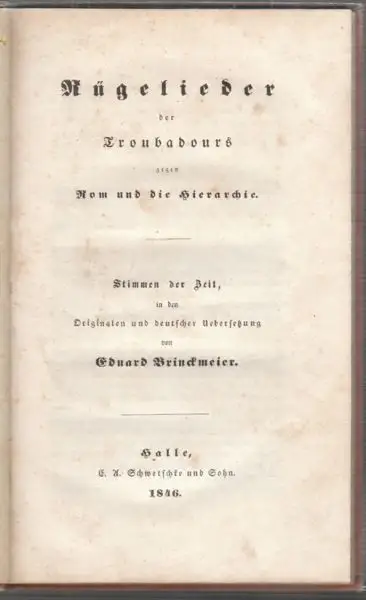 Rügelieder
der
Troubadours
gegen
Rom und die Hierarchie.
Stimmen der Zeit,
in den
Originalen und deutscher Uebersetzung
von
Eduard Brinckmeier.
Halle,
C. A. Schwetschke und Sohn.
1846.